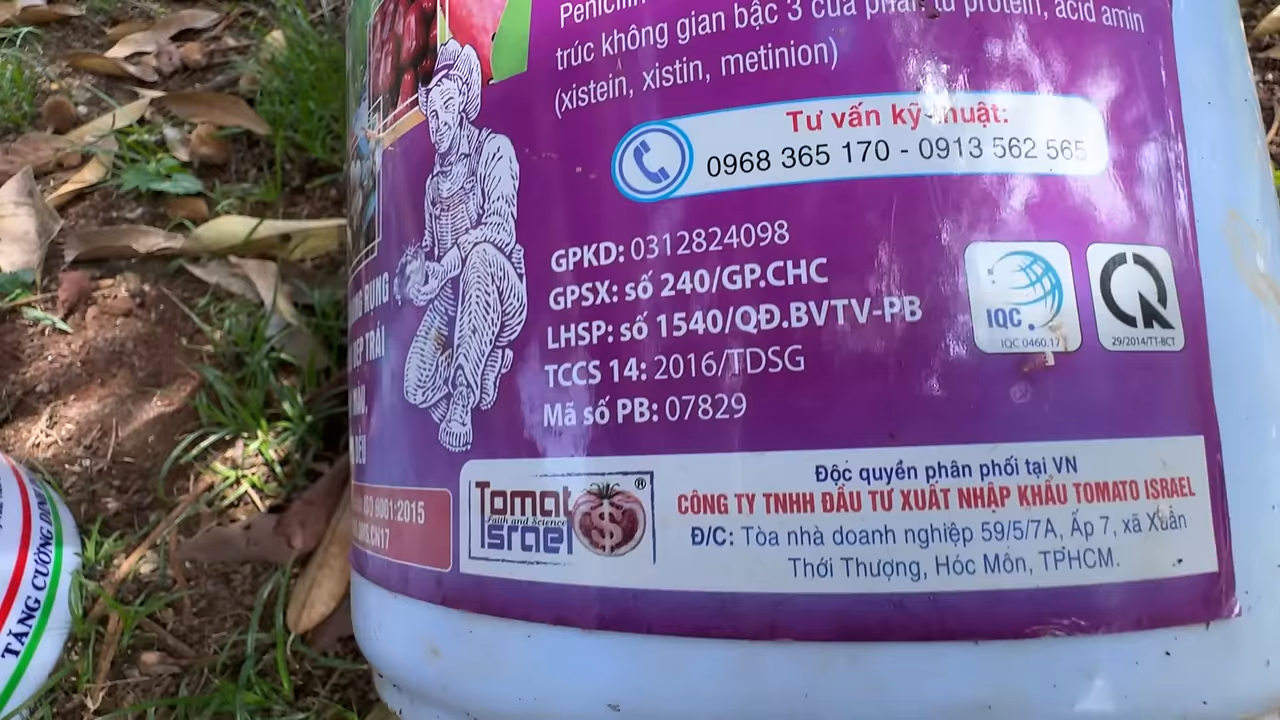 trúc không gian bậc 3 của phân tử protein, acid amin
(xistein, xistin, metinion)
Tư vấn kỹ thuật:
0968 365 170 - 0913 562 565
GPKD: 0312824098
GPSX: số 240/GP.CHC
LHSP: số 1540/QĐ.BVTV-PB
TCCS 14: 2016/TDSG
Mã số PB: 07829
IQC
IQC 0460.17
29/2014/TT-BCT
RỤNG
ĐẸP TRÁI
ISO 9001:2015
Tomat
Faith and Science
Israel
®
Độc quyền phân phối tại VN
CÔNG TY TNHH ĐẦU TƯ XUẤT NHẬP KHẨU TOMATO ISRAEL
Đ/C: Tòa nhà doanh nghiệp 59/5/7A, Ấp 7, xã Xuân
Thới Thượng, Hóc Môn, TPHCM.
TĂNG CƯỜNG